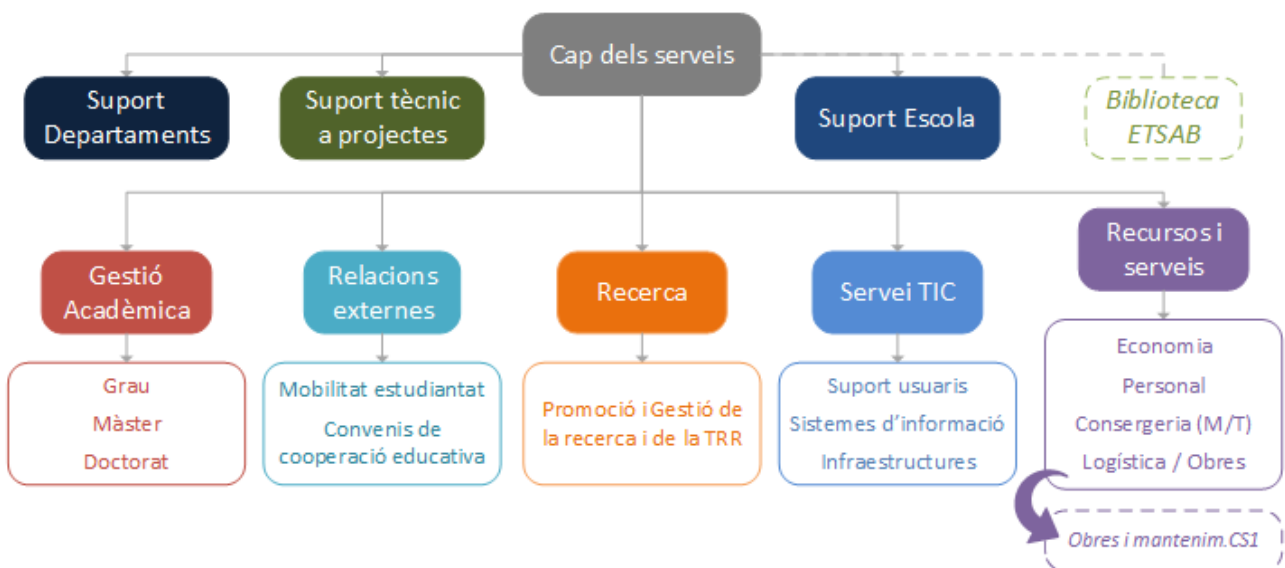 Cap dels serveis
Suport
Departaments
Suport tècnic
a projectes
Suport Escola
Biblioteca
ETSAB
Gestió
Acadèmica
Relacions
externes
Recerca
Servei TIC
Recursos i
serveis
Grau
Màster
Doctorat
Mobilitat estudiantat
Convenis de
cooperació educativa
Promoció i Gestió de
la recerca i de la TRR
Suport usuaris
Sistemes d'informació
Infraestructures
Economia
Personal
Consergeria (M/T)
Logística / Obres
Obres i mantenim.CS1